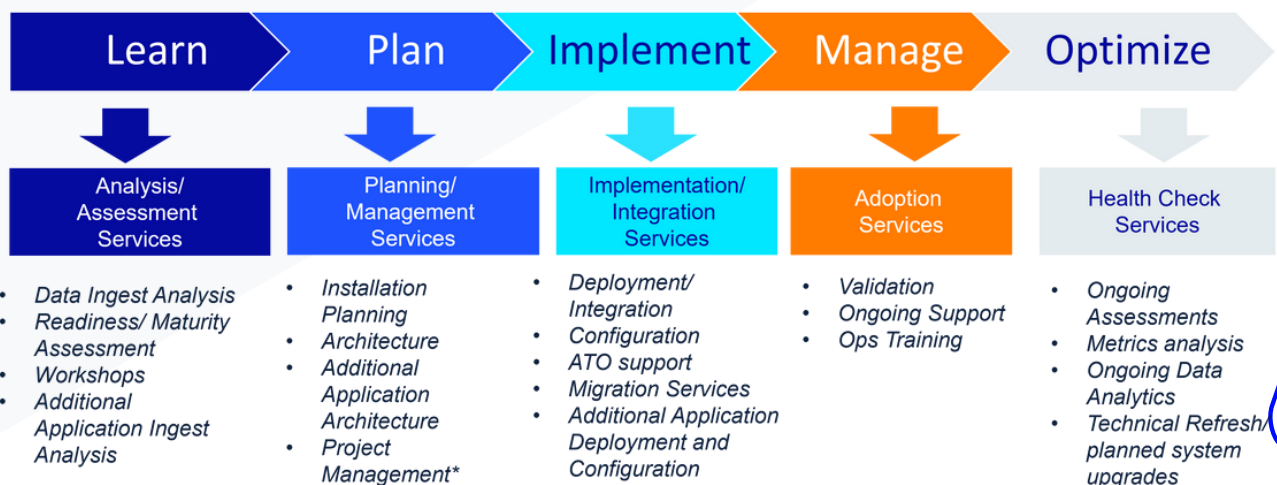 Learn
Plan
Implement
Manage
Optimize
Analysis/
Assessment
Services
Planning/
Management
Services
Implementation/
Integration
Services
Adoption
Services
Health Check
Services
• Data Ingest Analysis
• Readiness/ Maturity
Assessment
• Workshops
• Additional
Application Ingest
Analysis
• Installation
Planning
• Architecture
• Additional
Application
Architecture
• Project
Management*
• Deployment/
Integration
• Configuration
• ATO support
• Migration Services
• Additional Application
Deployment and
Configuration
• Validation
• Ongoing Support
• Ops Training
• Ongoing
Assessments
• Metrics analysis
• Ongoing Data
Analytics
• Technical Refresh/
planned system
upgrades